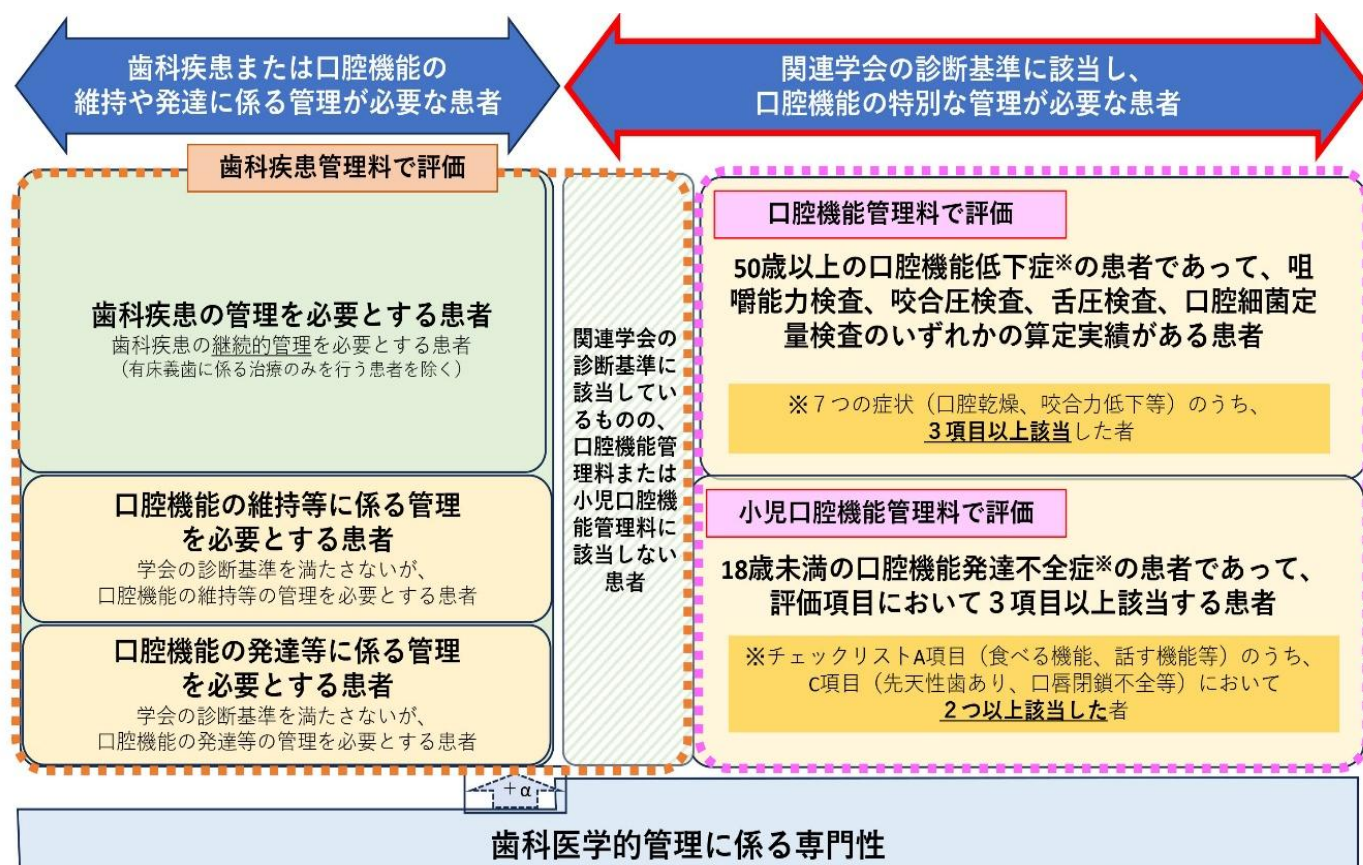 歯科疾患または口腔機能の
維持や発達に係る管理が必要な患者
関連学会の診断基準に該当し、
口腔機能の特別な管理が必要な患者
歯科疾患管理料で評価
歯科疾患の管理を必要とする患者
歯科疾患の継続的管理を必要とする患者
（有床義歯に係る治療のみを行う患者を除く）
口腔機能の維持等に係る管理
を必要とする患者
学会の診断基準を満たさないが、
口腔機能の維持等の管理を必要とする患者
口腔機能の発達等に係る管理
を必要とする患者
学会の診断基準を満たさないが、
口腔機能の発達等の管理を必要とする患者
関連学会の
診断基準に
該当してい
るものの、
口腔機能管
理料または
小児口腔機
能管理料に
該当しない
患者
口腔機能管理料で評価
50歳以上の口腔機能低下症※の患者であって、咀
嚼能力検査、咬合圧検査、舌圧検査、口腔細菌定
量検査のいずれかの算定実績がある患者
※７つの症状（口腔乾燥、咬合力低下等）のうち、
３項目以上該当した者
小児口腔機能管理料で評価
18歳未満の口腔機能発達不全症※の患者であって、
評価項目において３項目以上該当する患者
※チェックリストA項目（食べる機能、話す機能等）のうち、
C項目（先天性歯あり、口唇閉鎖不全等）において
２つ以上該当した者
＋α
歯科医学的管理に係る専門性